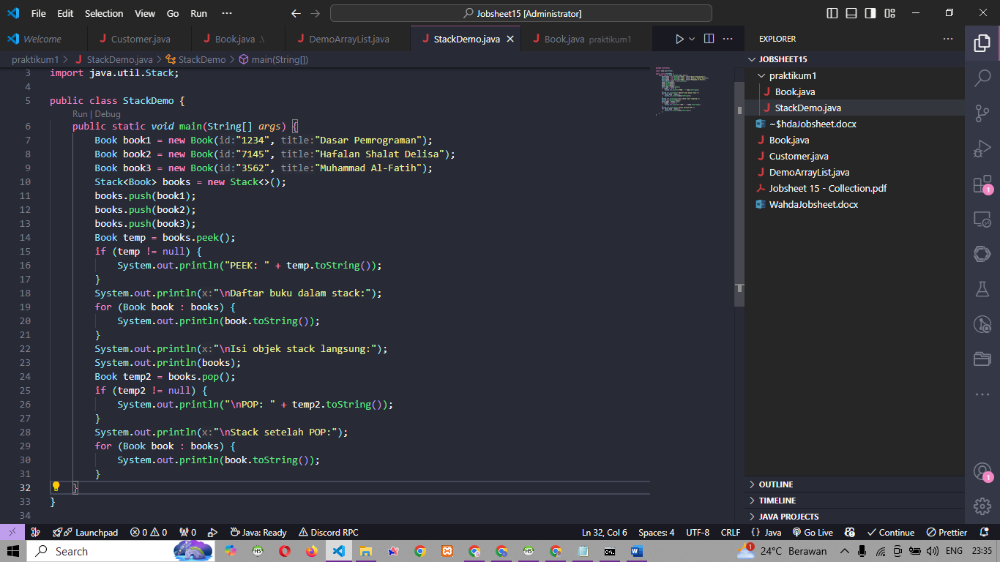 File Edit Selection View Go Run ··· Jobsheet15 [Administrator]
Welcome Customer.java Book.java .\ DemoArrayList.java StackDemo.java Book.java praktikum1
praktikum1 > StackDemo.java > StackDemo > main(String[])
3 import java.util.Stack;
4
5 public class StackDemo {
Run | Debug
6 public static void main(String[] args) {
7 Book book1 = new Book(id:"1234", title:"Dasar Pemrograman");
8 Book book2 = new Book(id:"7145", title:"Hafalan Shalat Delisa");
9 Book book3 = new Book(id:"3562", title:"Muhammad Al-Fatih");
10 Stack<Book> books = new Stack<>();
11 books.push(book1);
12 books.push(book2);
13 books.push(book3);
14 Book temp = books.peek();
15 if (temp != null) {
16 System.out.println("PEEK: " + temp.toString());
17 }
18 System.out.println(x:"\nDaftar buku dalam stack:");
19 for (Book book : books) {
20 System.out.println(book.toString());
21 }
22 System.out.println(x:"\nIsi objek stack langsung:");
23 System.out.println(books);
24 Book temp2 = books.pop();
25 if (temp2 != null) {
26 System.out.println("\nPOP: " + temp2.toString());
27 }
28 System.out.println(x:"\nStack setelah POP:");
29 for (Book book : books) {
30 System.out.println(book.toString());
31 }
32 }
33 }
34
EXPLORER
JOBSHEET15
praktikum1
Book.java
StackDemo.java
~$hdaJobsheet.docx
Book.java
Customer.java
DemoArrayList.java
Jobsheet 15 - Collection.pdf
WahdaJobsheet.docx
OUTLINE
TIMELINE
JAVA PROJECTS
1
1
Launchpad 0 0 0 Java: Ready Discord RPC Ln 32, Col 6 Spaces: 4 UTF-8 CRLF {} Java Go Live Continue Prettier
Search HS HS 1 24°C Berawan ENG 23:35